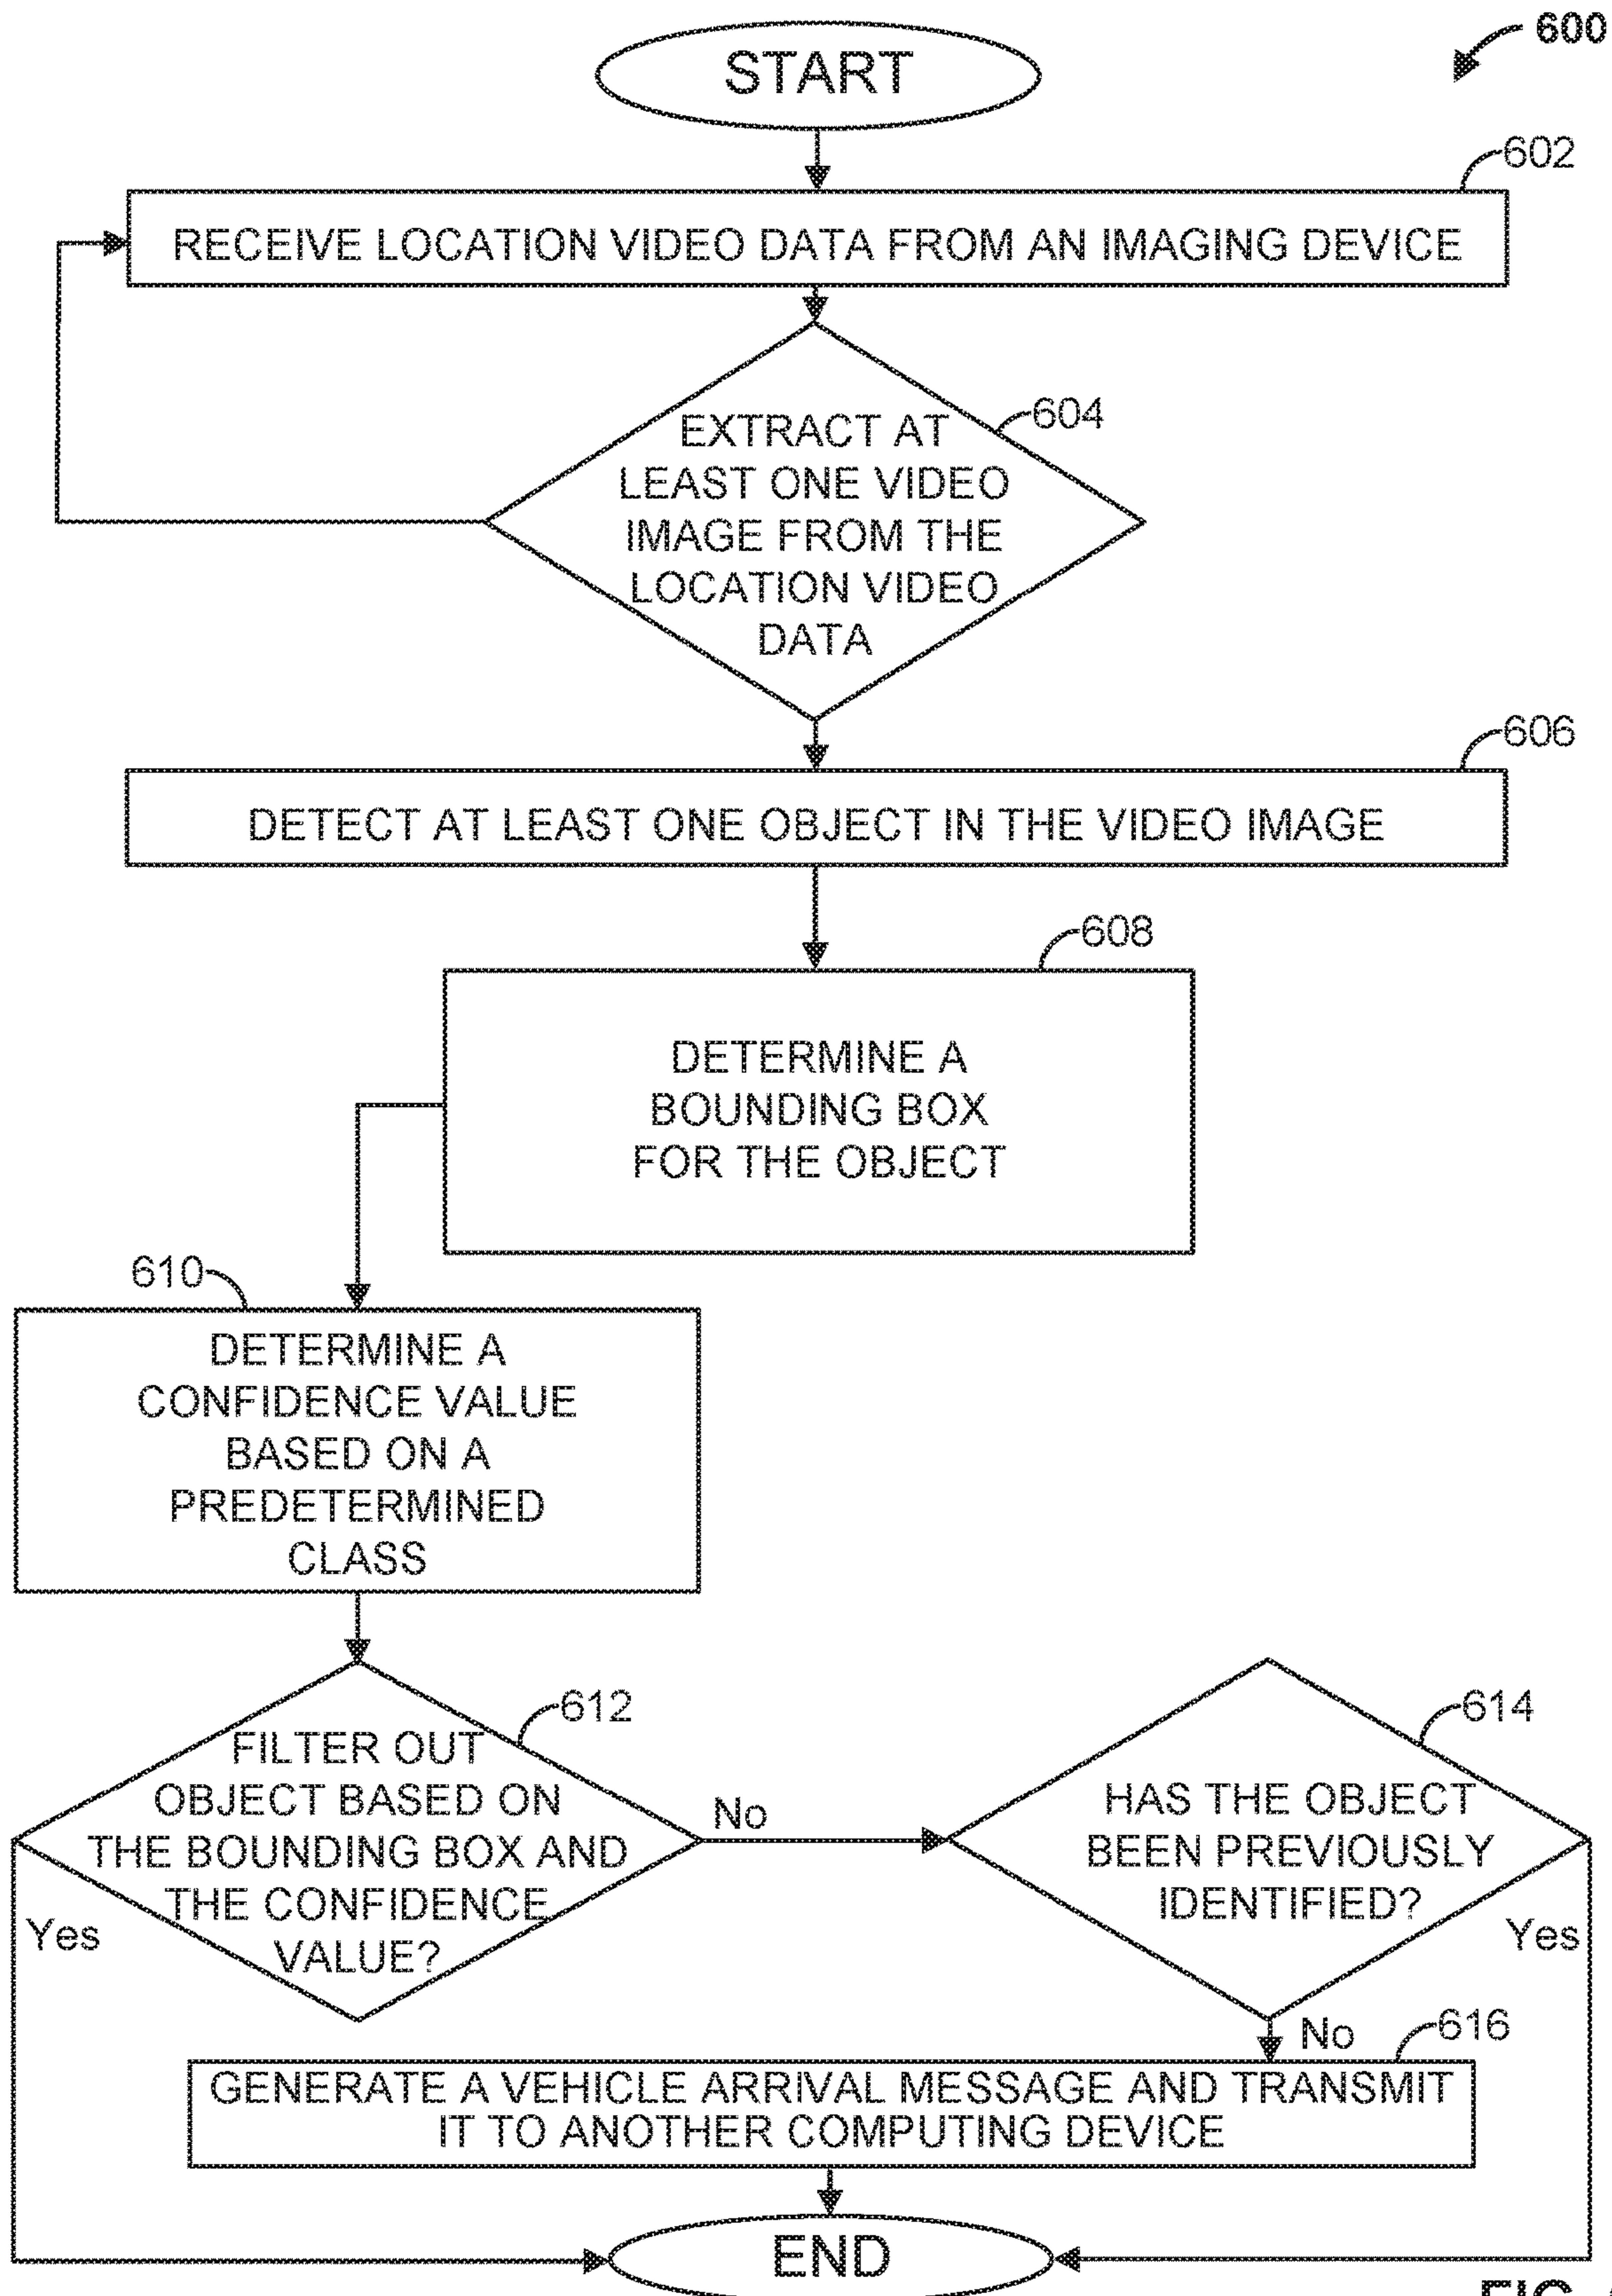 600
START
602
RECEIVE LOCATION VIDEO DATA FROM AN IMAGING DEVICE
604
EXTRACT AT
LEAST ONE VIDEO
IMAGE FROM THE
LOCATION VIDEO
DATA
606
DETECT AT LEAST ONE OBJECT IN THE VIDEO IMAGE
608
DETERMINE A
BOUNDING BOX
FOR THE OBJECT
610
DETERMINE A
CONFIDENCE VALUE
BASED ON A
PREDETERMINED
CLASS
612
FILTER OUT
OBJECT BASED ON
THE BOUNDING BOX AND
THE CONFIDENCE
VALUE?
Yes
No
614
HAS THE OBJECT
BEEN PREVIOUSLY
IDENTIFIED?
Yes
No
616
GENERATE A VEHICLE ARRIVAL MESSAGE AND TRANSMIT
IT TO ANOTHER COMPUTING DEVICE
END